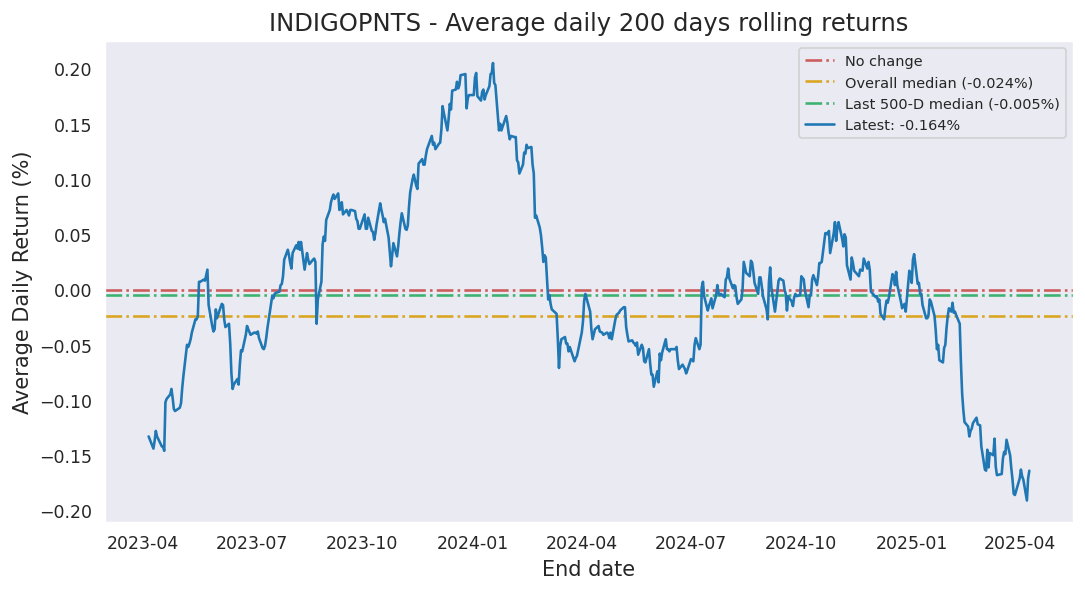 INDIGOPNTS - Average daily 200 days rolling returns
No change
Overall median (-0.024%)
Last 500-D median (-0.005%)
Latest: -0.164%
Average Daily Return (%)
0.20
0.15
0.10
0.05
0.00
−0.05
−0.10
−0.15
−0.20
2023-04 2023-07 2023-10 2024-01 2024-04 2024-07 2024-10 2025-01 2025-04
End date